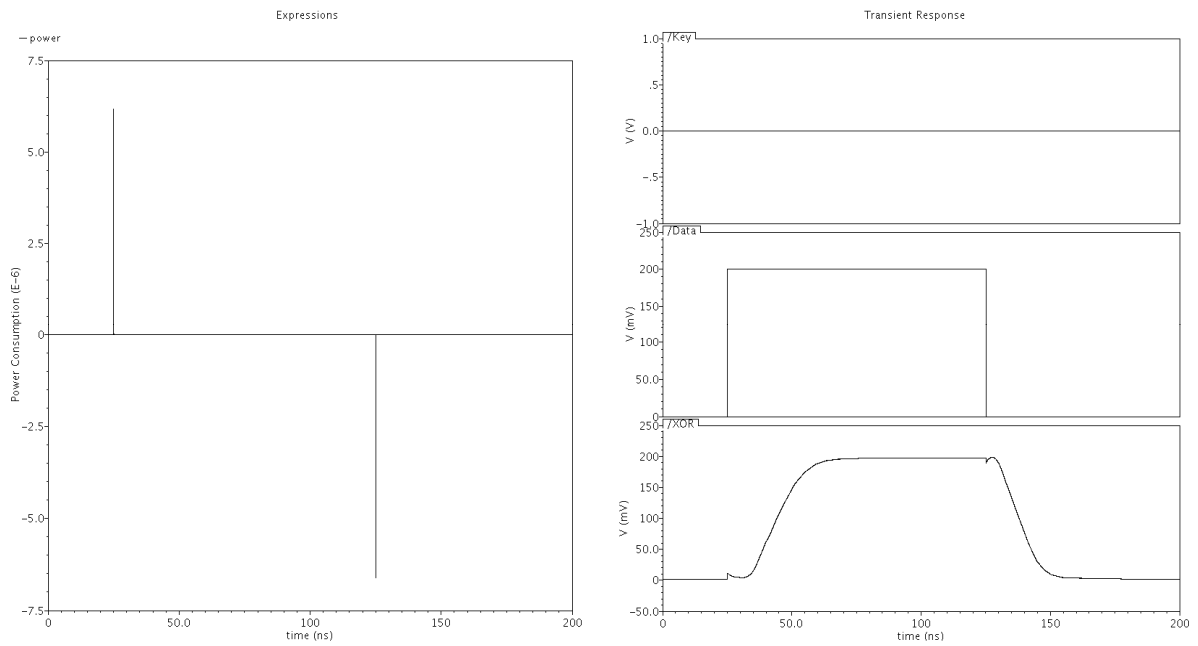 Expressions
power
7.5
5.0
2.5
0
−2.5
−5.0
−7.5
Power Consumption (E−6)
0 50.0 100 150 200
time (ns)
Transient Response
/Key
1.0
.5
0.0
−.5
−1.0
V (V)
/Data
250
200
150
100
50.0
0
V (mV)
/XOR
250
200
150
100
50.0
0
−50.0
V (mV)
0 50.0 100 150 200
time (ns)